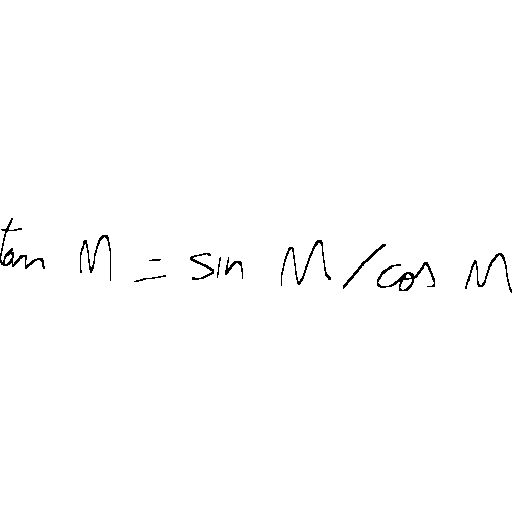 tan M = sin M / cos M